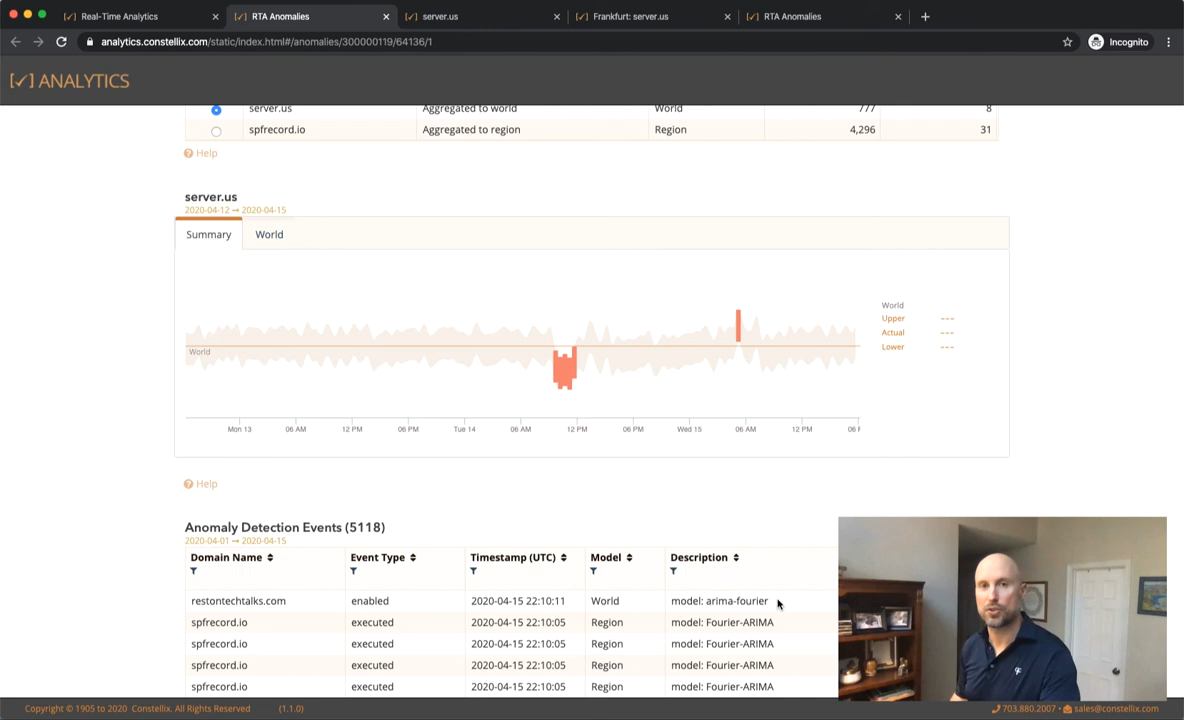 Real-Time Analytics
RTA Anomalies
server.us
Frankfurt: server.us
RTA Anomalies
analytics.constellix.com/static/index.html#/anomalies/300000119/64136/1
Incognito
[✓] ANALYTICS
server.us Aggregated to world World 777 8
spfrecord.io Aggregated to region Region 4,296 31
Help
server.us
2020-04-12 → 2020-04-15
Summary World
World
Upper ---
Actual ---
Lower ---
World
Mon 13 06 AM 12 PM 06 PM Tue 14 06 AM 12 PM 06 PM Wed 15 06 AM 12 PM 06 F
Help
Anomaly Detection Events (5118)
2020-04-01 → 2020-04-15
Domain Name Event Type Timestamp (UTC) Model Description
restontechtalks.com enabled 2020-04-15 22:10:11 World model: arima-fourier
spfrecord.io executed 2020-04-15 22:10:05 Region model: Fourier-ARIMA
spfrecord.io executed 2020-04-15 22:10:05 Region model: Fourier-ARIMA
spfrecord.io executed 2020-04-15 22:10:05 Region model: Fourier-ARIMA
spfrecord.io executed 2020-04-15 22:10:05 Region model: Fourier-ARIMA
Copyright © 1905 to 2020 Constellix. All Rights Reserved (1.1.0) 703.880.2007 • sales@constellix.com